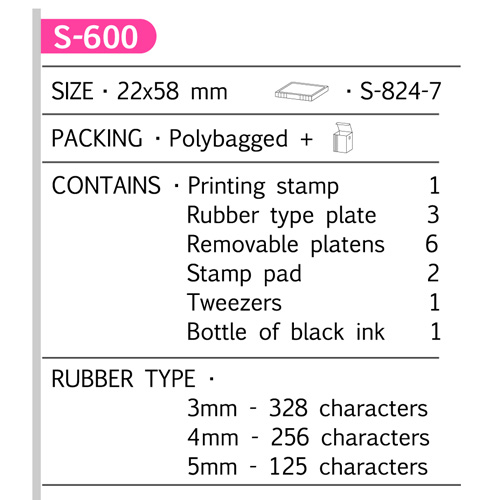 S-600
SIZE · 22x58 mm · S-824-7
PACKING · Polybagged +
CONTAINS · Printing stamp 1
Rubber type plate 3
Removable platens 6
Stamp pad 2
Tweezers 1
Bottle of black ink 1
RUBBER TYPE ·
3mm - 328 characters
4mm - 256 characters
5mm - 125 characters